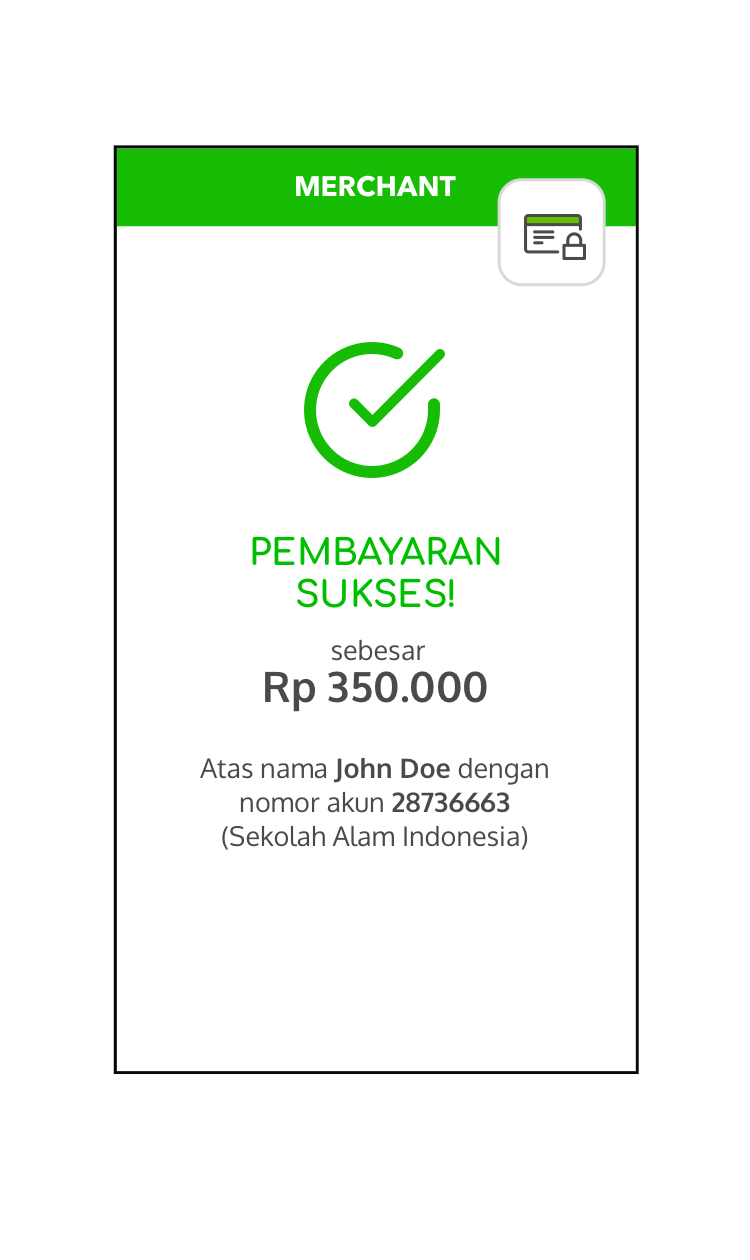 MERCHANT
PEMBAYARAN
SUKSES!
sebesar
Rp 350.000
Atas nama John Doe dengan
nomor akun 28736663
(Sekolah Alam Indonesia)